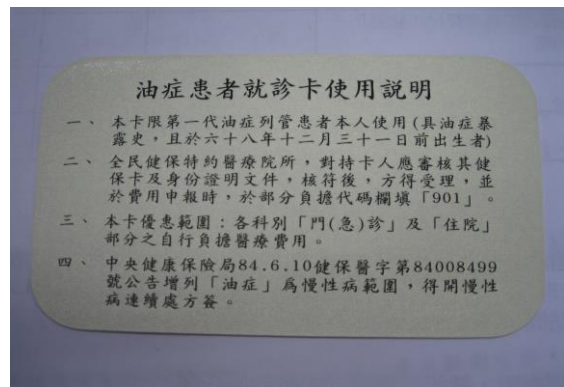 油症患者就診卡使用說明
一、本卡限第一代油症列管患者本人使用(具油症暴
露史，且於六十八年十二月三十一日前出生者)
二、全民健保特約醫療院所，對持卡人應審核其健
保卡及身份證明文件，核符後，方得受理，並
於費用申報時，於部分負擔代碼欄填「901」。
三、本卡優惠範圍：各科別「門(急)診」及「住院」
部分之自行負擔醫療費用。
四、中央健康保險局84.6.10健保醫字第84008499
號公告增列「油症」為慢性病範圍，得開慢性
病連續處方簽。